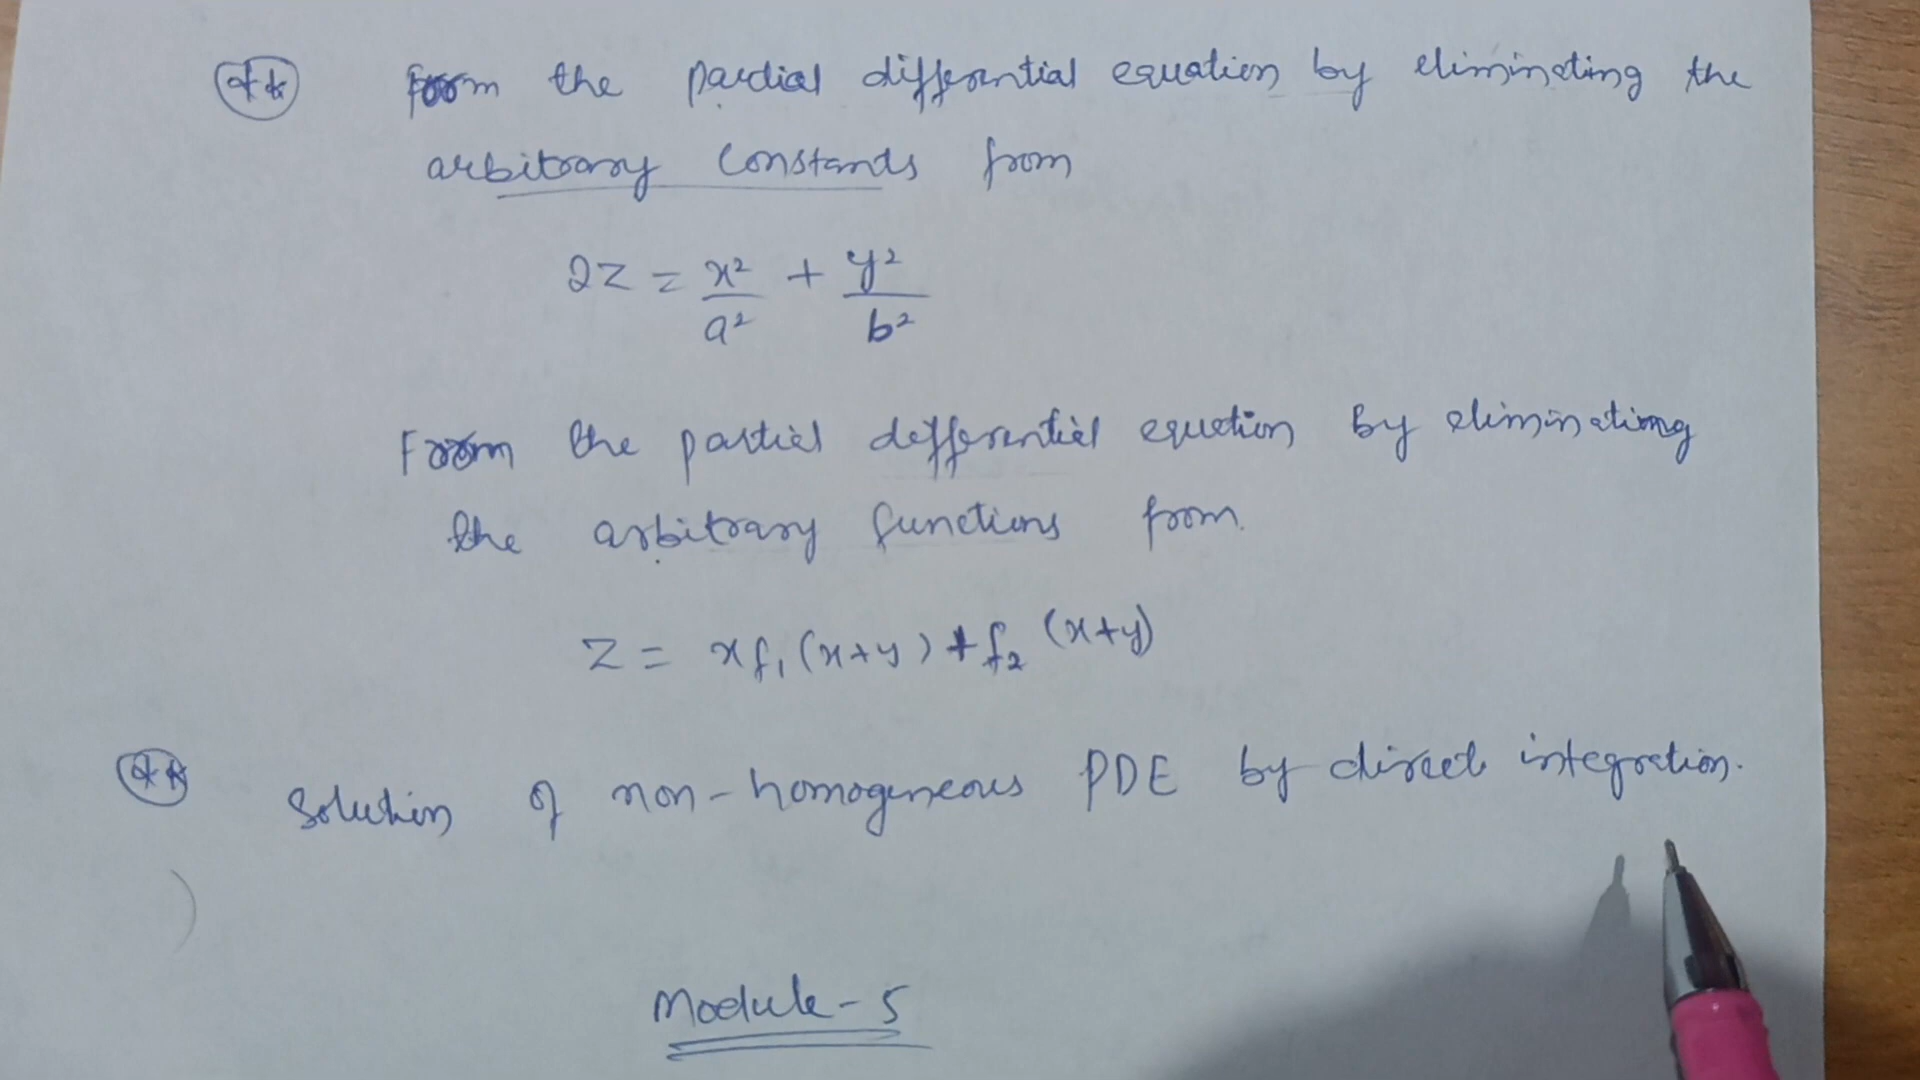 ** Form the partial differential equation by eliminating the
arbitrary constants from
2z = x²/a² + y²/b²
Form the partial differential equation by eliminating
the arbitrary functions from.
z = xf₁(x+y) + f₂(x+y)
** Solution of non-homogeneous PDE by direct integration.
Module-5